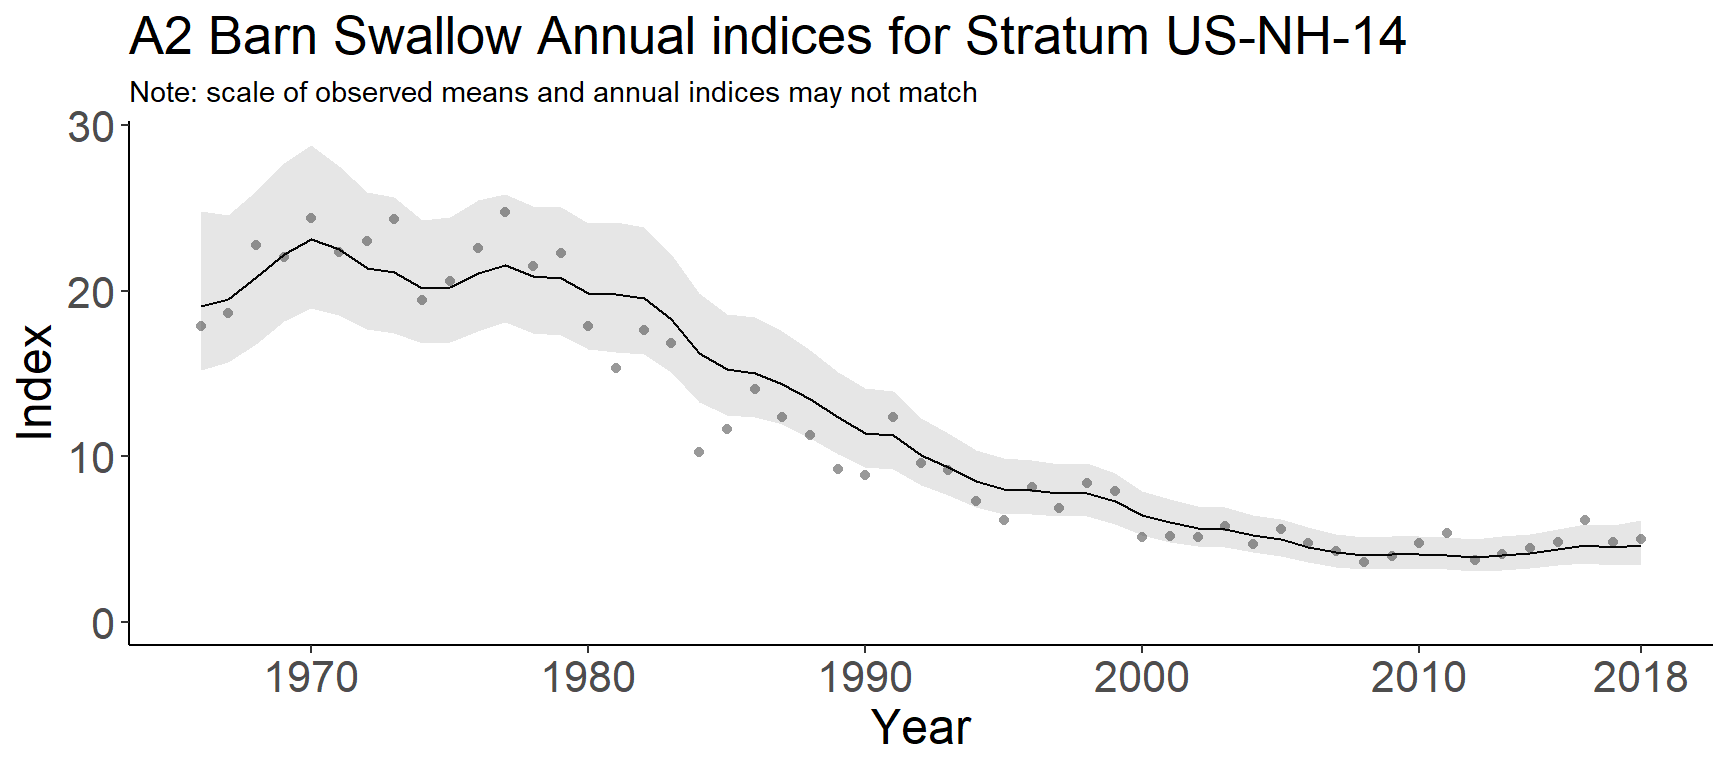 A2 Barn Swallow Annual indices for Stratum US-NH-14
Note: scale of observed means and annual indices may not match
30
20
10
0
Index
1970 1980 1990 2000 2010 2018
Year